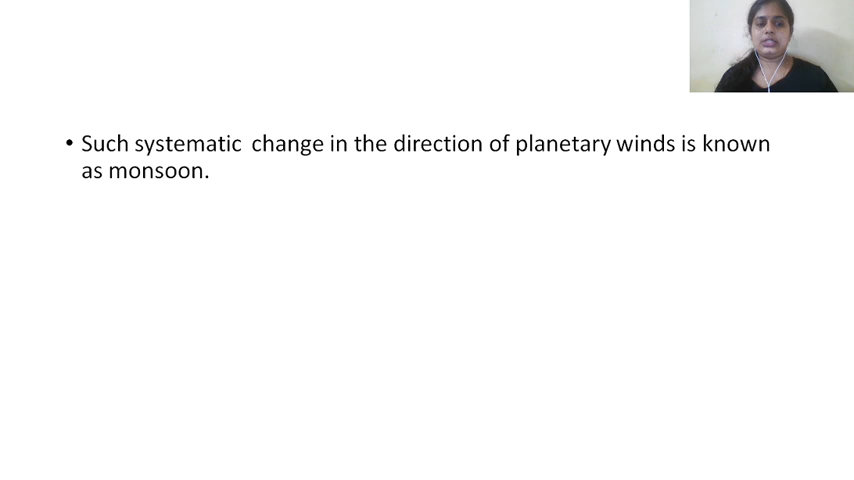 • Such systematic  change in the direction of planetary winds is known
as monsoon.